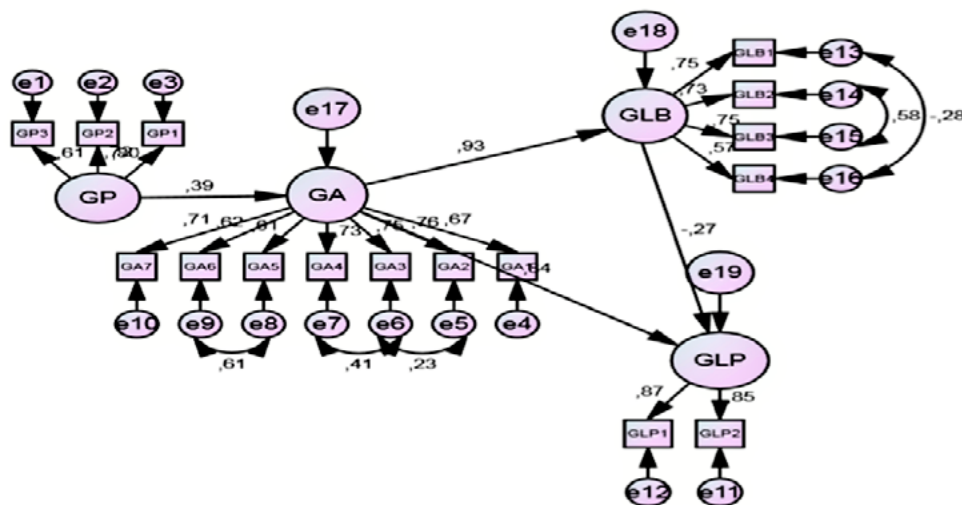 e18
GLB1
e13
,75
e1
e2
e3
GLB2
e14
,73
e17
GLB
,75
,58
-,28
GP3
GP2
GP1
GLB3
e15
,93
,57
,61
GLB4
e16
GP
,39
GA
,71
,62
,61
,73
,75
,76
,67
-,27
GA7
GA6
GA5
GA4
GA3
GA2
GA1
e19
e10
e9
e8
e7
e6
e5
e4
,61
,41
,23
GLP
,87
85
GLP1
GLP2
e12
e11